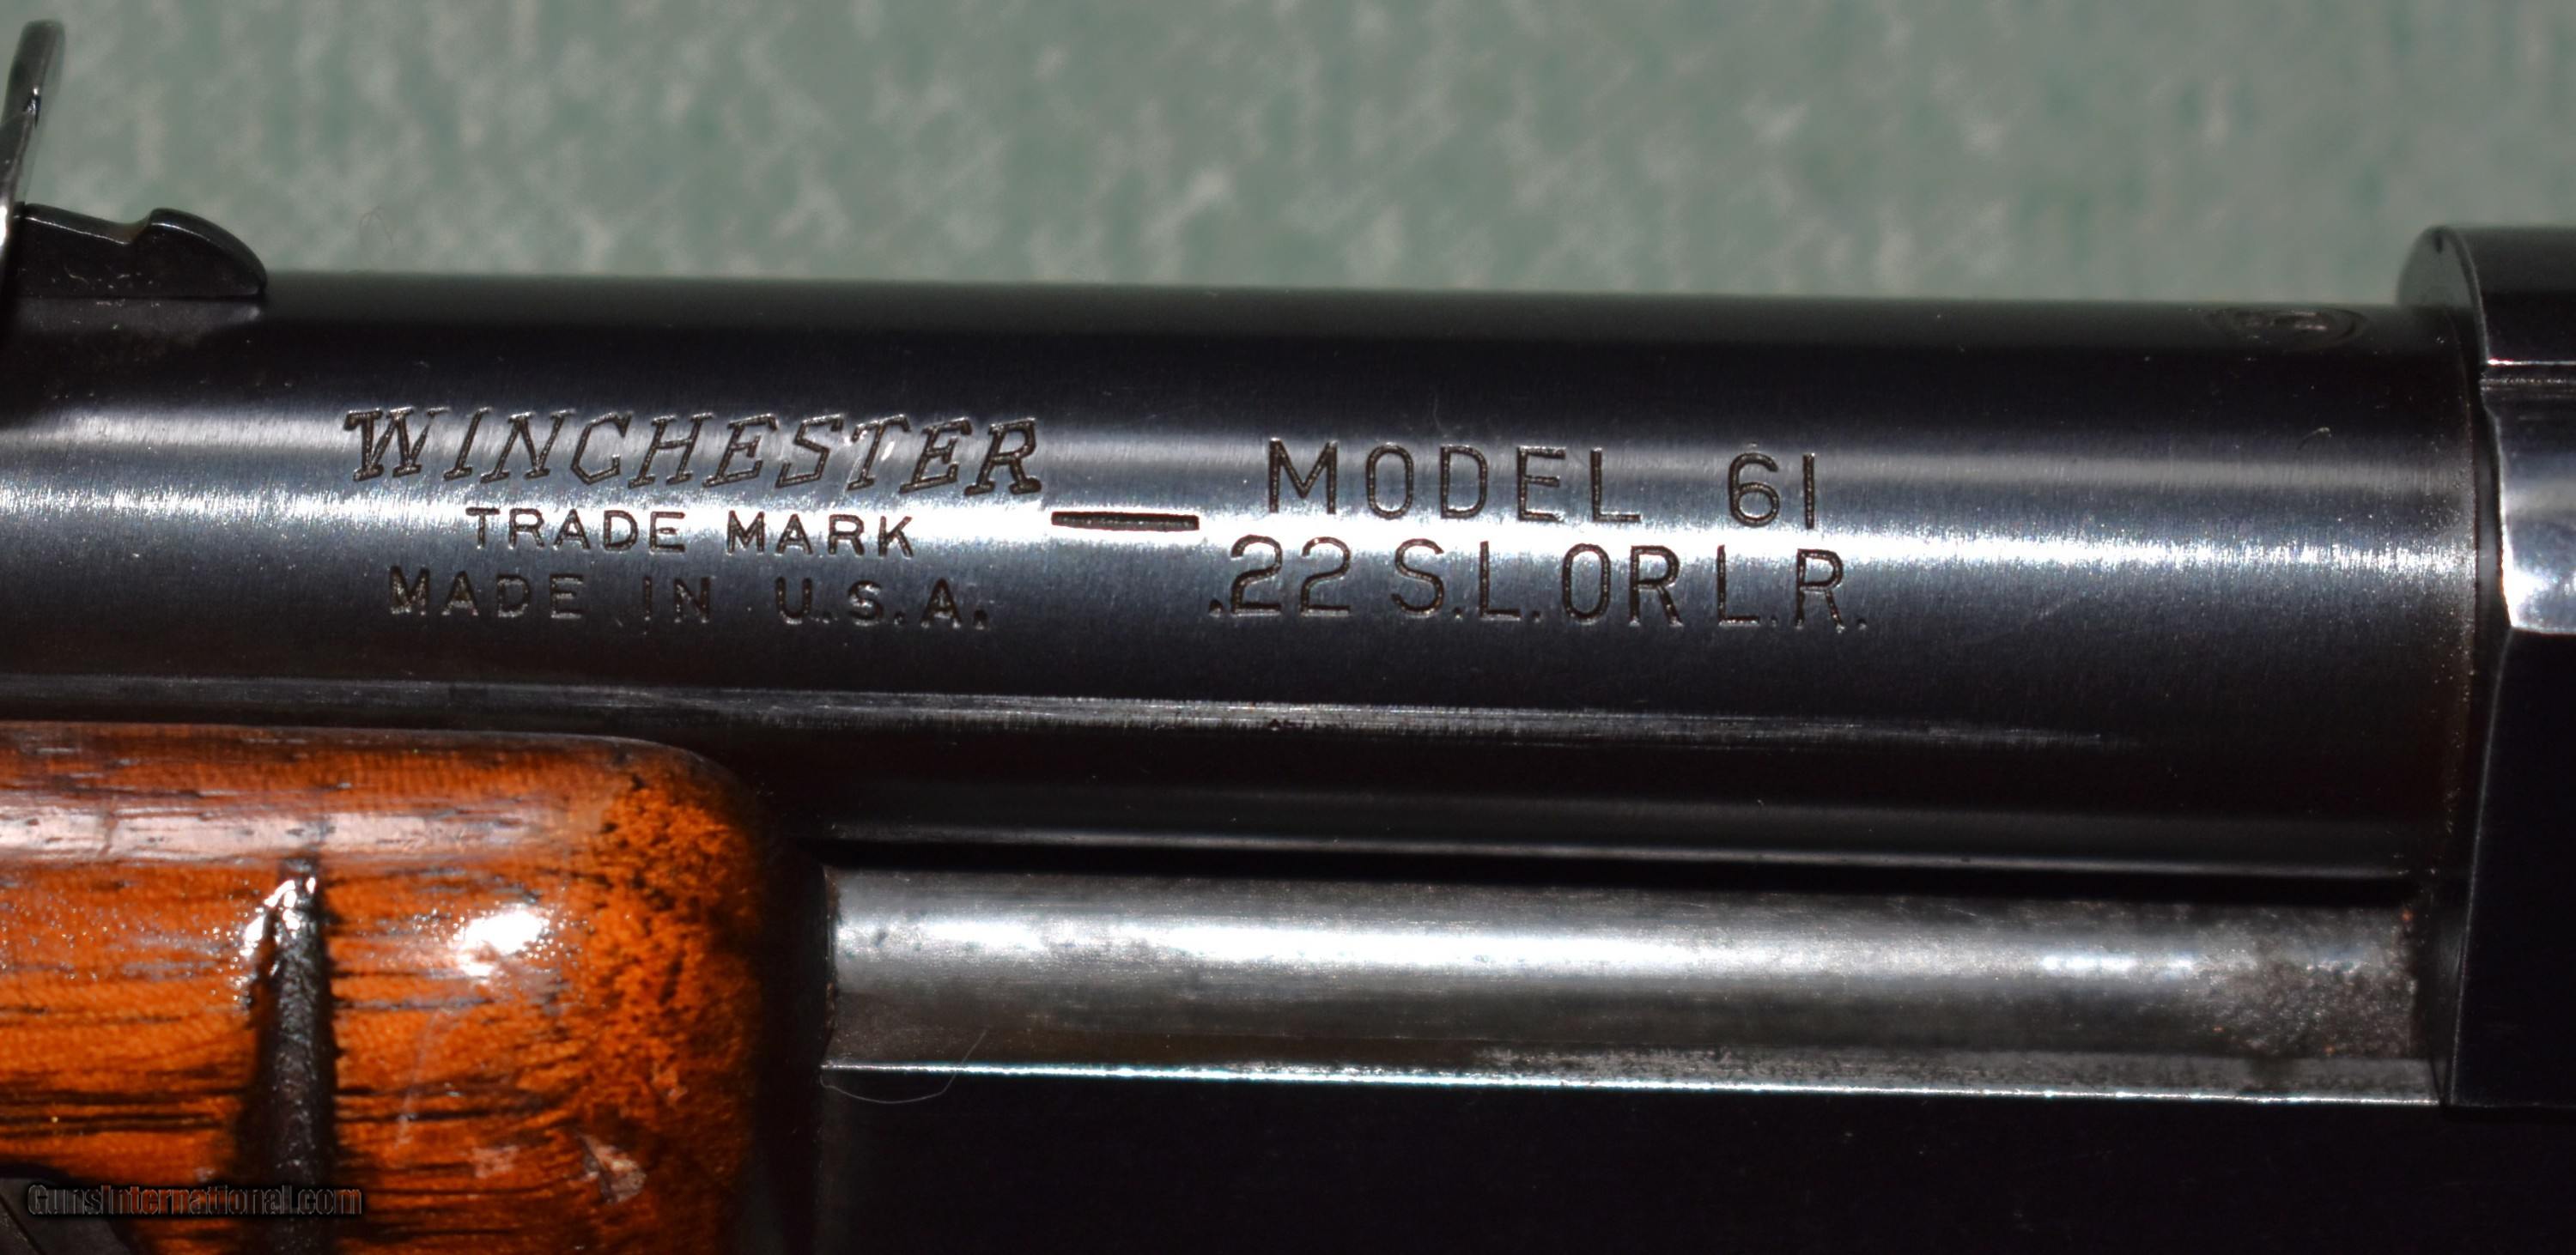 WINCHESTER
TRADE MARK
MADE IN U.S.A.
— MODEL 61
.22 S.L.OR L.R.
GunsInternational.com